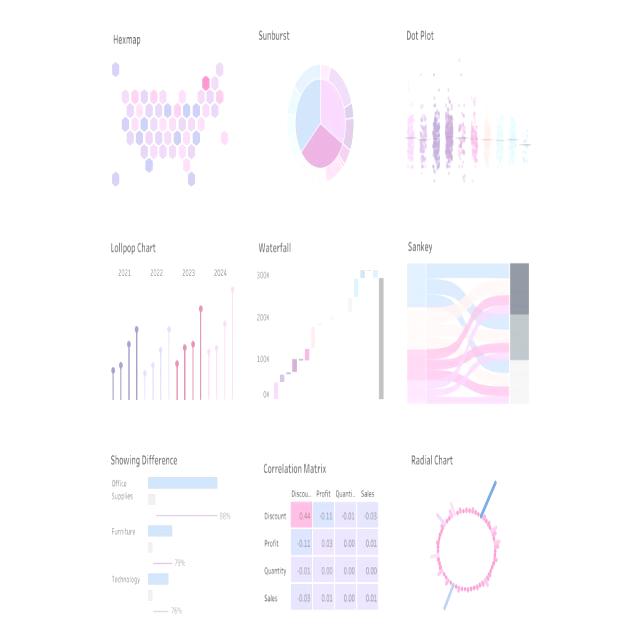 Hexmap
Sunburst
Dot Plot
Lollpop Chart
2021 2022 2023 2024
Waterfall
300K
200K
100K
0K
Sankey
Showing Difference
Office
Supplies
88%
Furniture
79%
Technology
76%
Correlation Matrix
Discou.. Profit Quanti.. Sales
Discount 0.44 -0.11 -0.01 -0.03
Profit -0.11 0.03 0.00 0.01
Quantity -0.01 0.00 0.00 0.00
Sales -0.03 0.01 0.00 0.01
Radial Chart